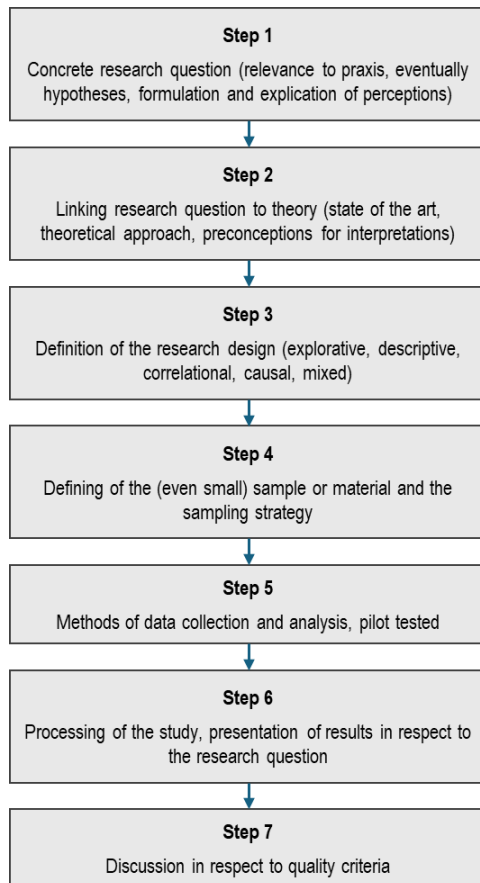 Step 1
Concrete research question (relevance to praxis, eventually
hypotheses, formulation and explication of perceptions)
Step 2
Linking research question to theory (state of the art,
theoretical approach, preconceptions for interpretations)
Step 3
Definition of the research design (explorative, descriptive,
correlational, causal, mixed)
Step 4
Defining of the (even small) sample or material and the
sampling strategy
Step 5
Methods of data collection and analysis, pilot tested
Step 6
Processing of the study, presentation of results in respect to
the research question
Step 7
Discussion in respect to quality criteria